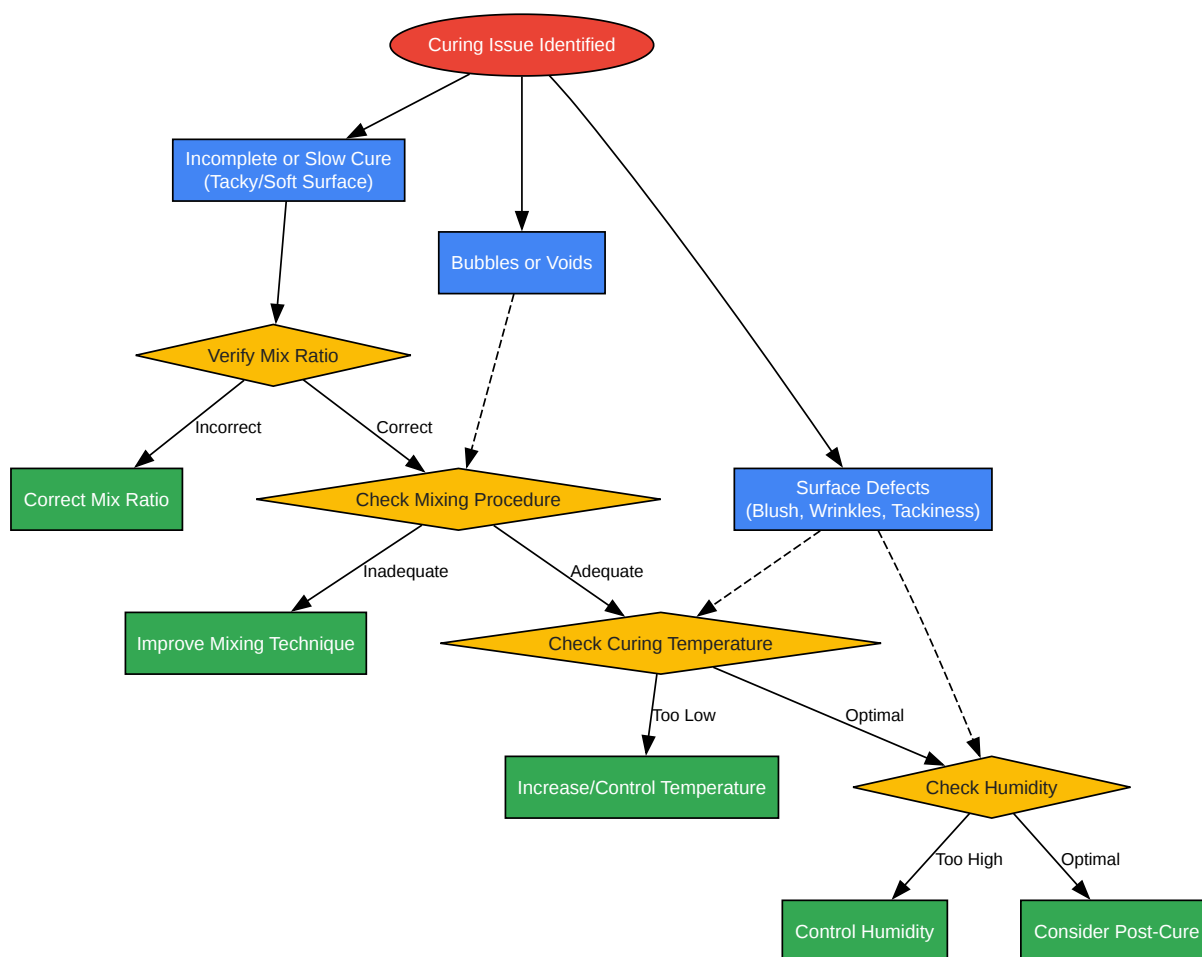 Curing Issue Identified
Incomplete or Slow Cure
(Tacky/Soft Surface)
Bubbles or Voids
Verify Mix Ratio
Incorrect
Correct
Correct Mix Ratio
Check Mixing Procedure
Surface Defects
(Blush, Wrinkles, Tackiness)
Inadequate
Adequate
Improve Mixing Technique
Check Curing Temperature
Too Low
Optimal
Increase/Control Temperature
Check Humidity
Too High
Optimal
Control Humidity
Consider Post-Cure